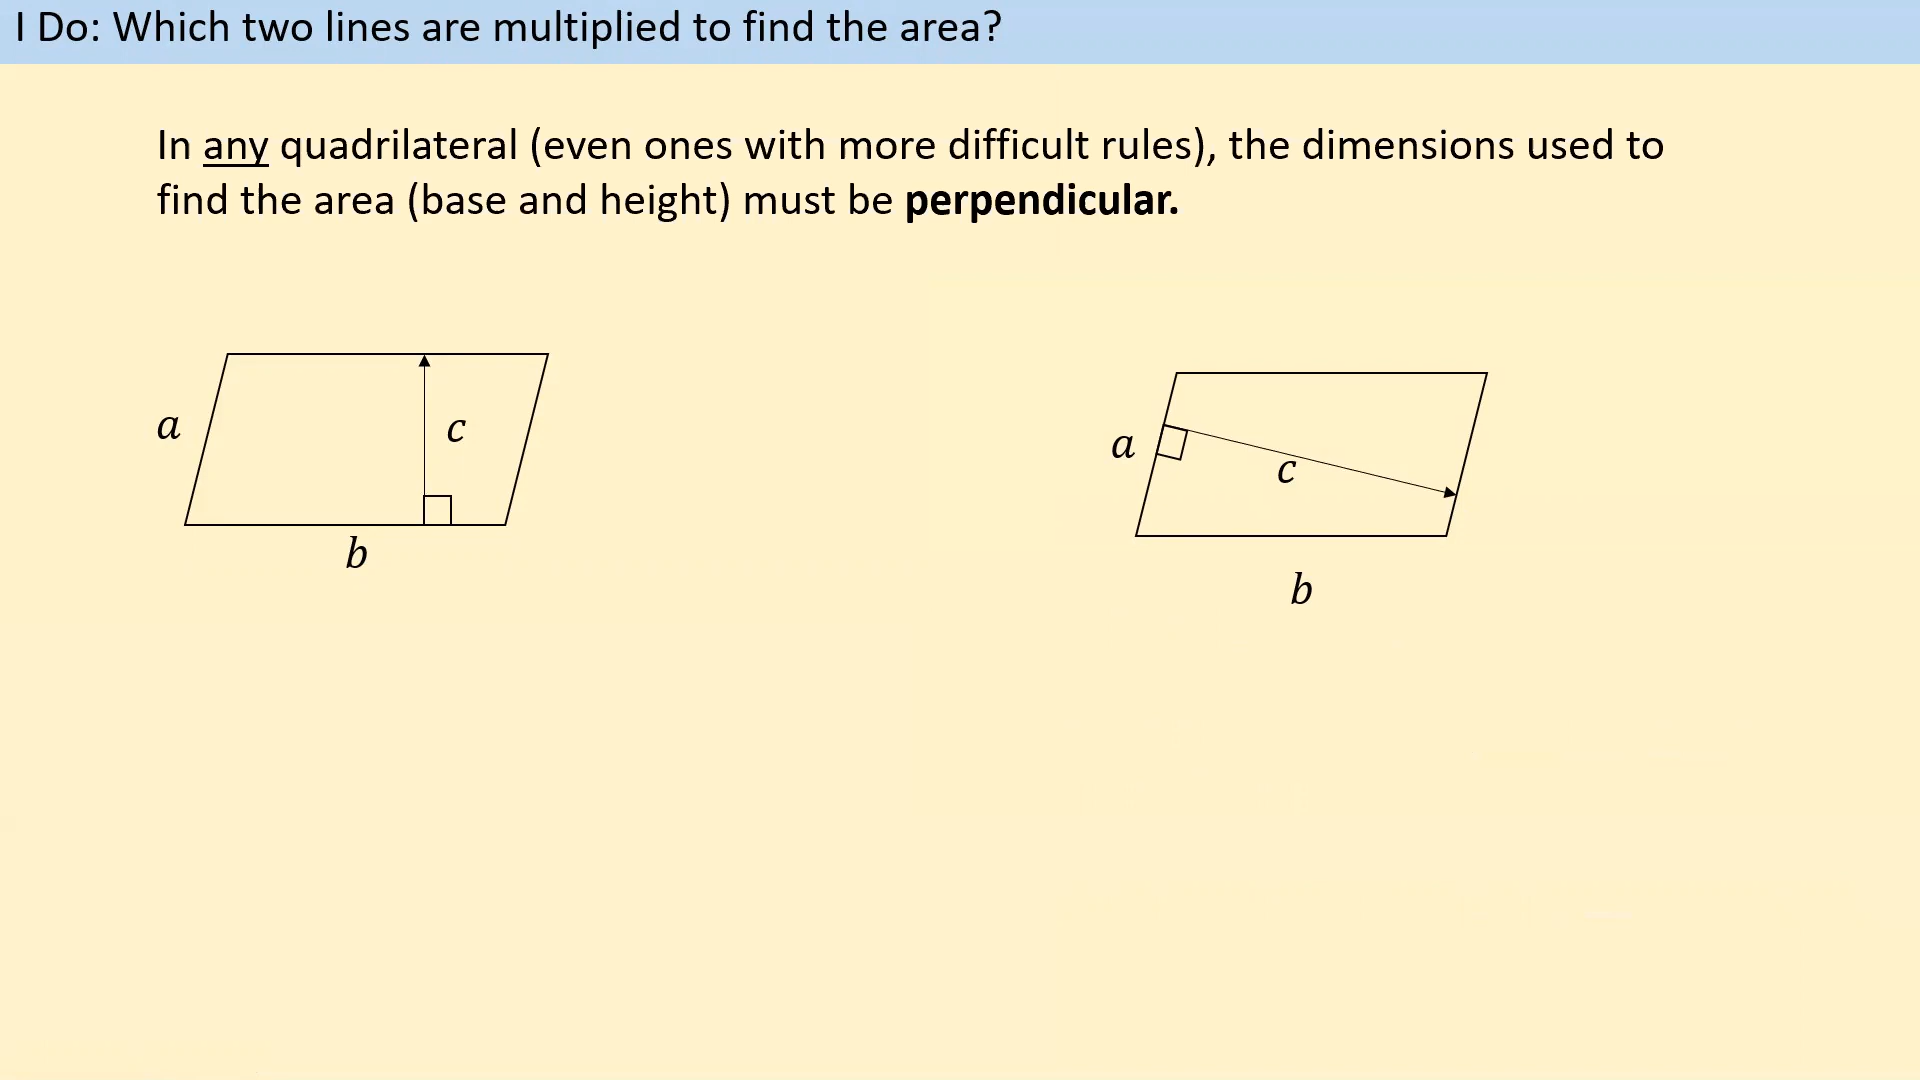 I Do: Which two lines are multiplied to find the area?
In any quadrilateral (even ones with more difficult rules), the dimensions used to
find the area (base and height) must be perpendicular.
a
c
b
a
c
b